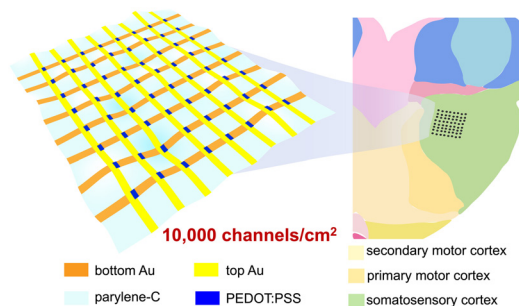 10,000 channels/cm²
bottom Au
top Au
parylene-C
PEDOT:PSS
secondary motor cortex
primary motor cortex
somatosensory cortex